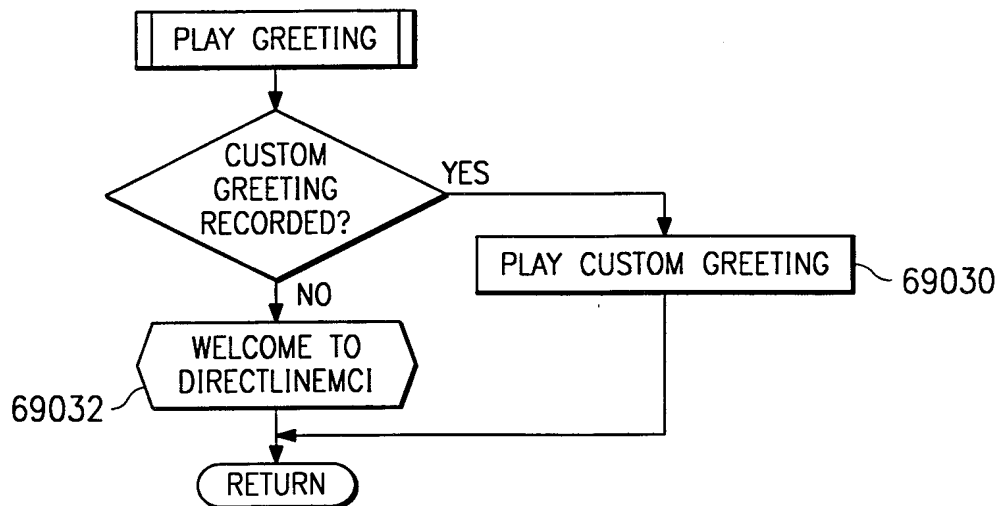 PLAY GREETING
CUSTOM
GREETING
RECORDED?
YES
PLAY CUSTOM GREETING
69030
NO
WELCOME TO
DIRECTLINEMCI
69032
RETURN